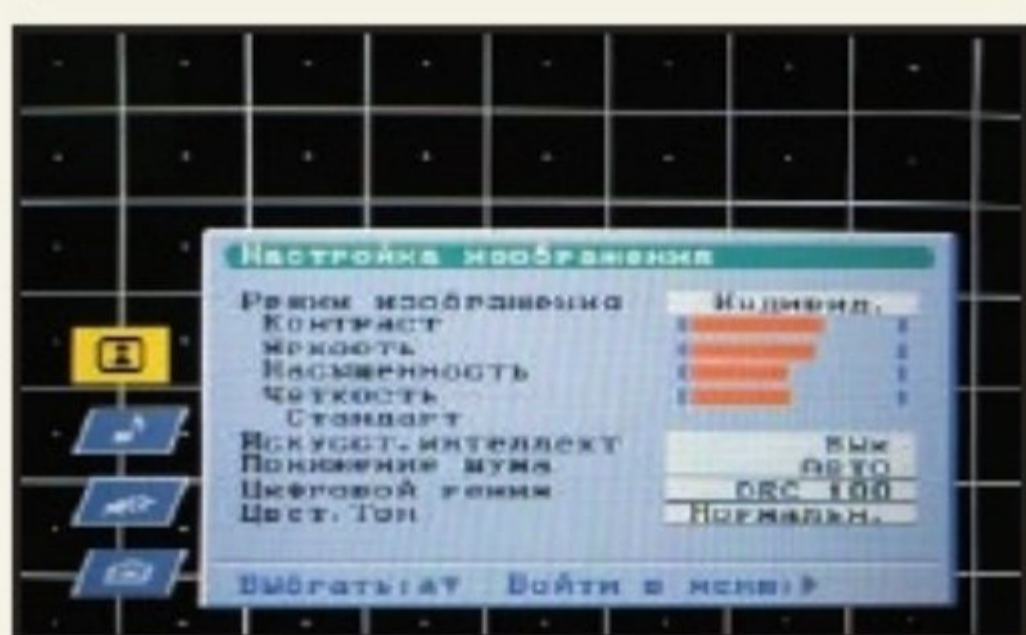 Настройка изображения
Режим изображения Индивид.
Контраст
Яркость
Насыщенность
Четкость
Стандарт
Искусст.интеллект Вык
Понижение шума Авто
Цифровой режим DRC 100
Цвет.Тон Нормальн.
Выбрать:▲▼ Войти в меню:▶